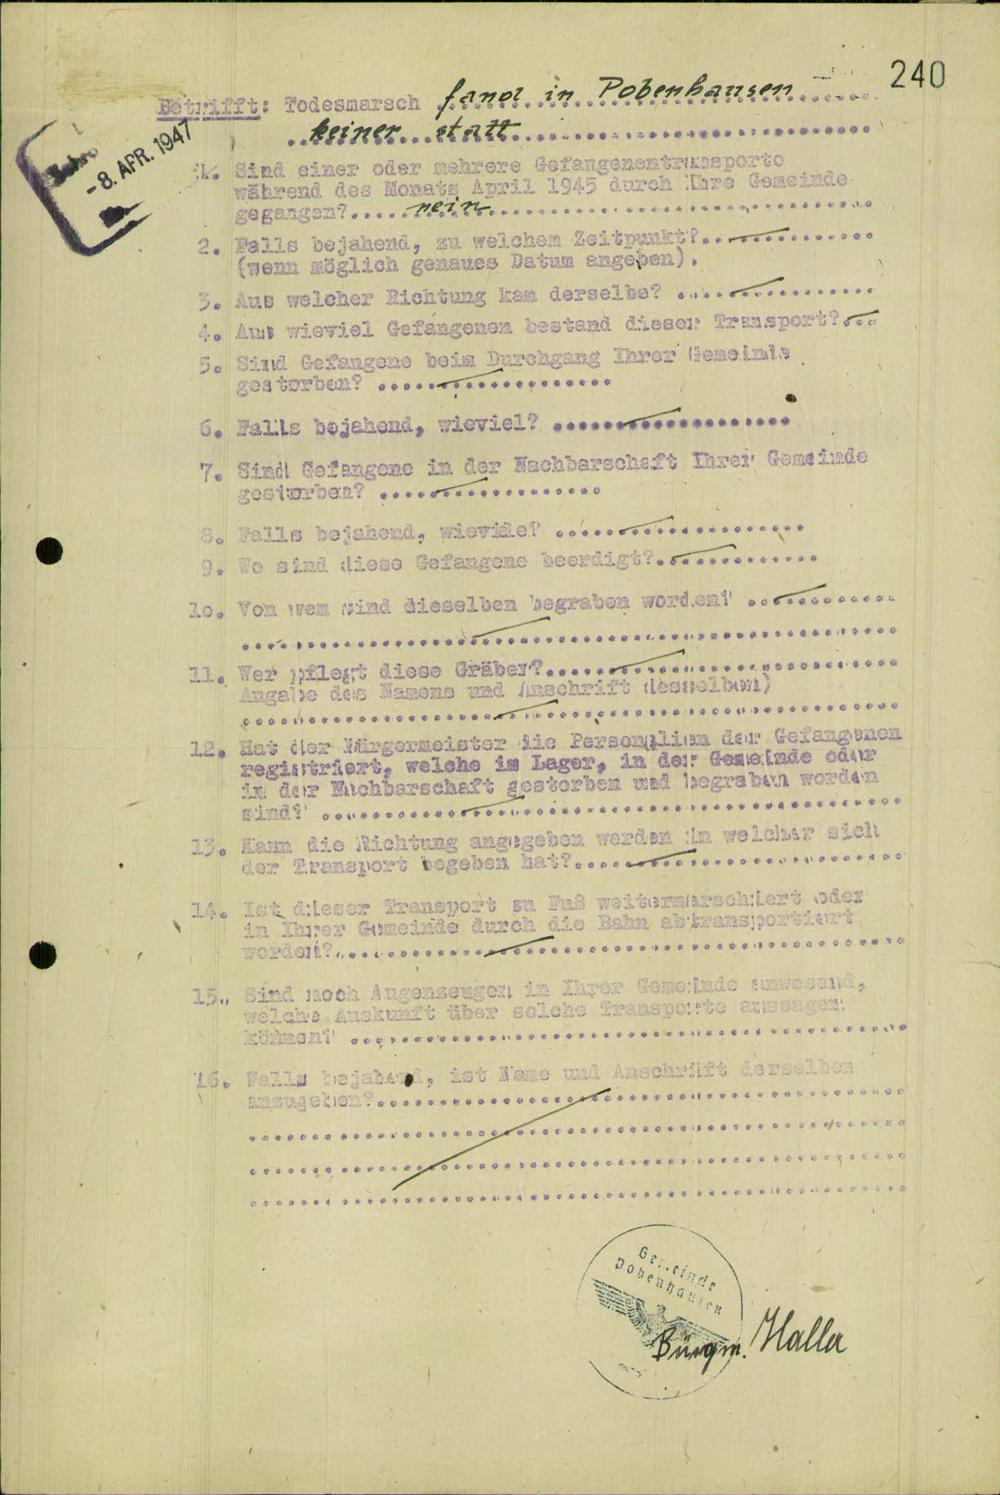 240
Betrifft: Todesmarsch fand in Pobenhausen
keiner statt
- 8. APR. 1947
1. Sind einer oder mehrere Gefangenentransporte
während des Monats April 1945 durch Ihre Gemeinde
gegangen?.....nein...............................
2. Falls bejahend, zu welchem Zeitpunkt?...............
(wenn möglich genaues Datum angeben).
3. Aus welcher Richtung kam derselbe? .................
4. Aus wieviel Gefangenen bestand dieser Transport?....
5. Sind Gefangene beim Durchgang Ihrer Gemeinde
gestorben? ....................
6. Falls bejahend, wieviel? ....................
7. Sind Gefangene in der Nachbarschaft Ihrer Gemeinde
gestorben? ...................
8. Falls bejahend, wieviele? ....................
9. Wo sind diese Gefangene beerdigt?..............
1o. Von wem sind dieselben begraben worden? ............
.......................................................
11. Wer pflegt diese Gräber?.............................
Angabe des Namens und Anschrift desselben)
.......................................................
12. Hat der Bürgermeister die Personalien der Gefangenen
registriert, welche im Lager, in der Gemeinde oder
in der Nachbarschaft gestorben und begraben worden
sind? .................................................
13. Kann die Richtung angegeben werden in welcher sich
der Transport begeben hat?...........................
14. Ist dieser Transport zu Fuß weitermarschiert oder
in Ihrer Gemeinde durch die Bahn abtransportiert
worden?................................................
15. Sind noch Augenzeugen in Ihrer Gemeinde anwesend,
welche Auskunft über solche Transporte aussagen
können? ...............................................
16. Falls bejahend, ist Name und Anschrift derselben
anzugeben?.............................................
.......................................................
.......................................................
.......................................................
Gemeinde
Pobenhausen
Bürgm. Halla